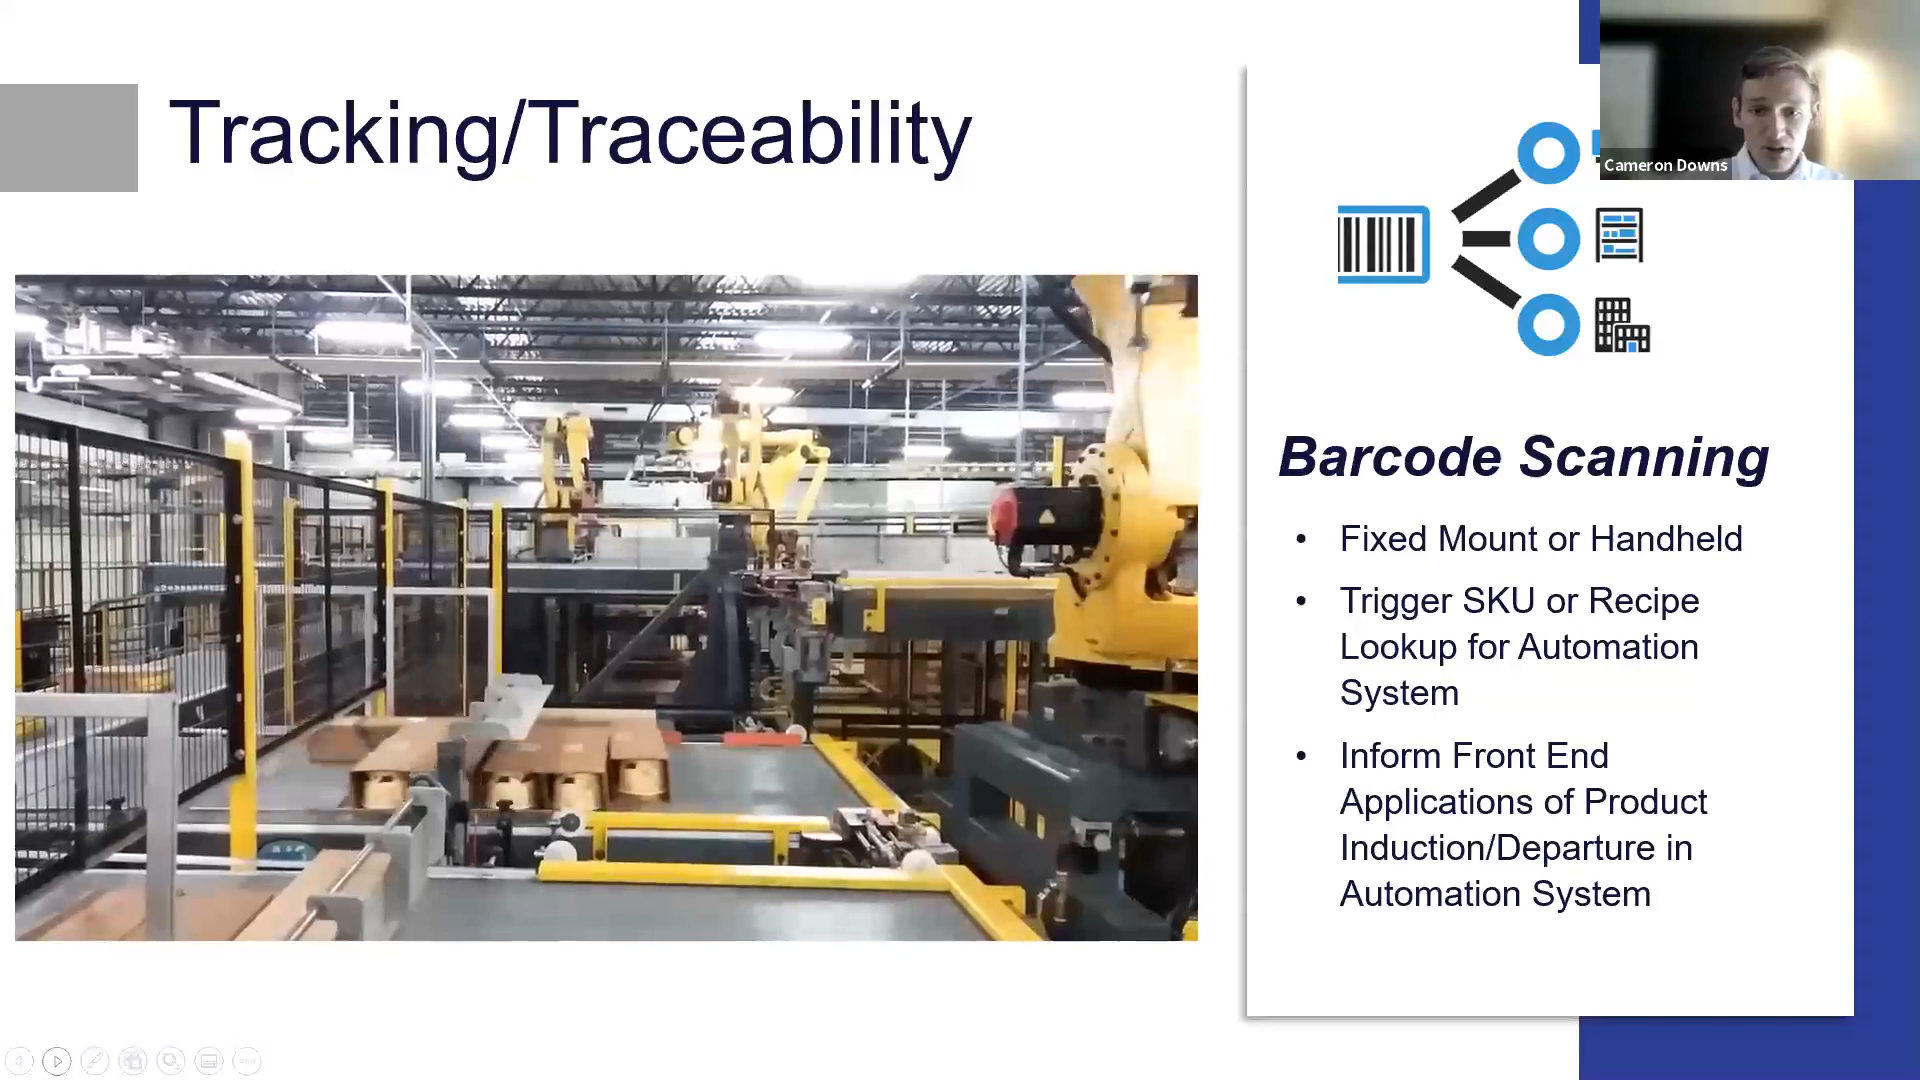 Tracking/Traceability
Cameron Downs
Barcode Scanning
• Fixed Mount or Handheld
• Trigger SKU or Recipe
Lookup for Automation
System
• Inform Front End
Applications of Product
Induction/Departure in
Automation System